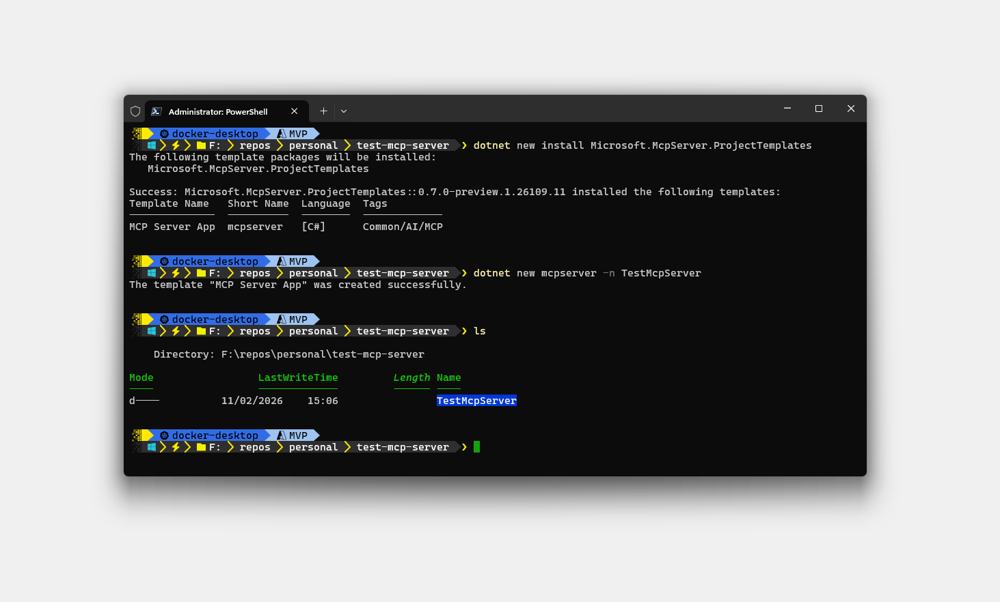 Administrator: PowerShell
docker-desktop MVP
F: repos personal test-mcp-server ❯ dotnet new install Microsoft.McpServer.ProjectTemplates
The following template packages will be installed:
Microsoft.McpServer.ProjectTemplates
Success: Microsoft.McpServer.ProjectTemplates::0.7.0-preview.1.26109.11 installed the following templates:
Template Name Short Name Language Tags
MCP Server App mcpserver [C#] Common/AI/MCP
docker-desktop MVP
F: repos personal test-mcp-server ❯ dotnet new mcpserver -n TestMcpServer
The template "MCP Server App" was created successfully.
docker-desktop MVP
F: repos personal test-mcp-server ❯ ls
Directory: F:\repos\personal\test-mcp-server
Mode LastWriteTime Length Name
d---- 11/02/2026 15:06 TestMcpServer
docker-desktop MVP
F: repos personal test-mcp-server ❯